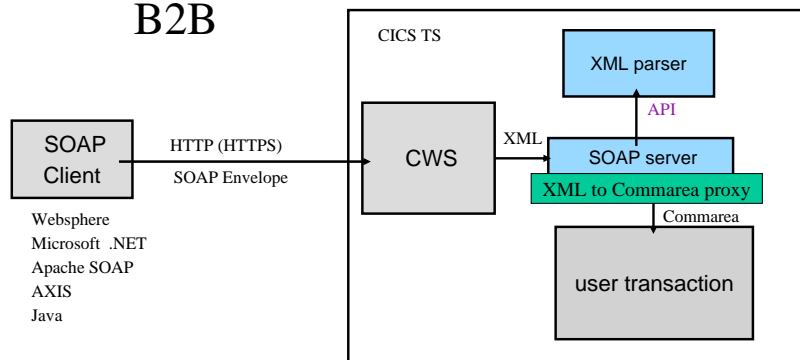 B2B
CICS TS
XML parser
API
SOAP
Client
HTTP (HTTPS)
SOAP Envelope
CWS
XML
SOAP server
XML to Commarea proxy
Commarea
user transaction
Websphere
Microsoft .NET
Apache SOAP
AXIS
Java